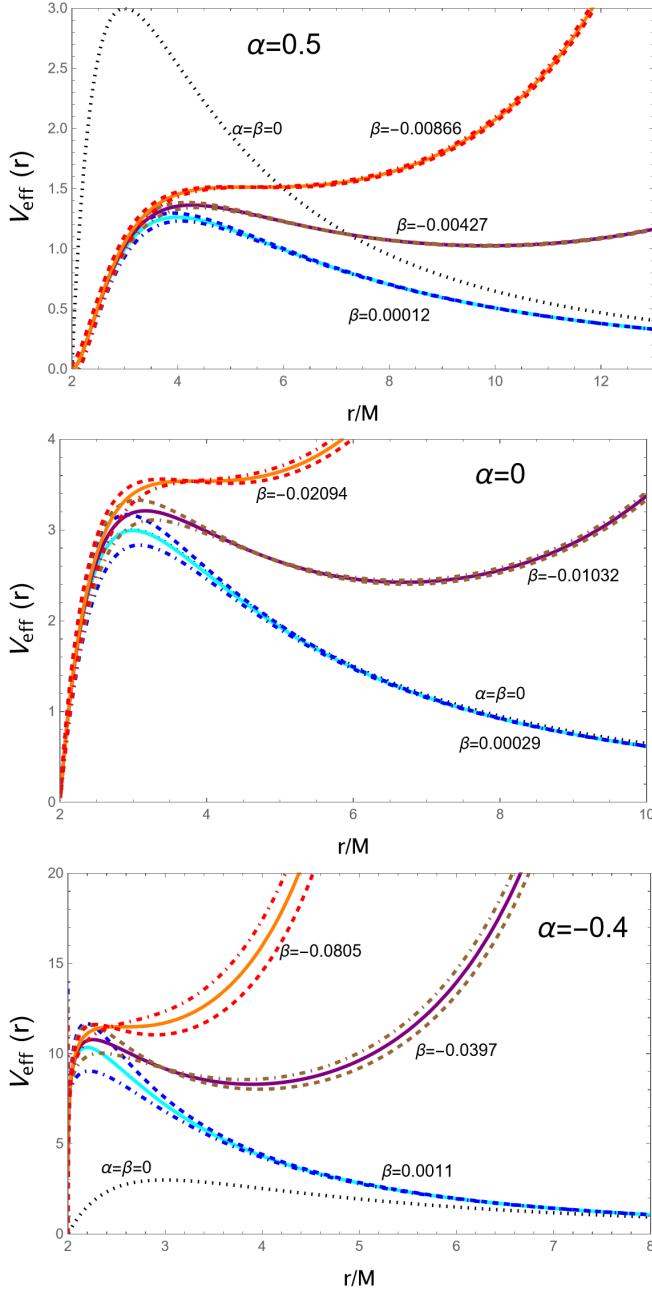 α=0.5
3.0
2.5
2.0
1.5
1.0
0.5
0.0
V_eff (r)
α=β=0
β=−0.00866
β=−0.00427
β=0.00012
2 4 6 8 10 12
r/M
α=0
4
3
2
1
0
V_eff (r)
β=−0.02094
β=−0.01032
α=β=0
β=0.00029
2 4 6 8 10
r/M
α=−0.4
20
15
10
5
0
V_eff (r)
β=−0.0805
β=−0.0397
α=β=0
β=0.0011
2 3 4 5 6 7 8
r/M